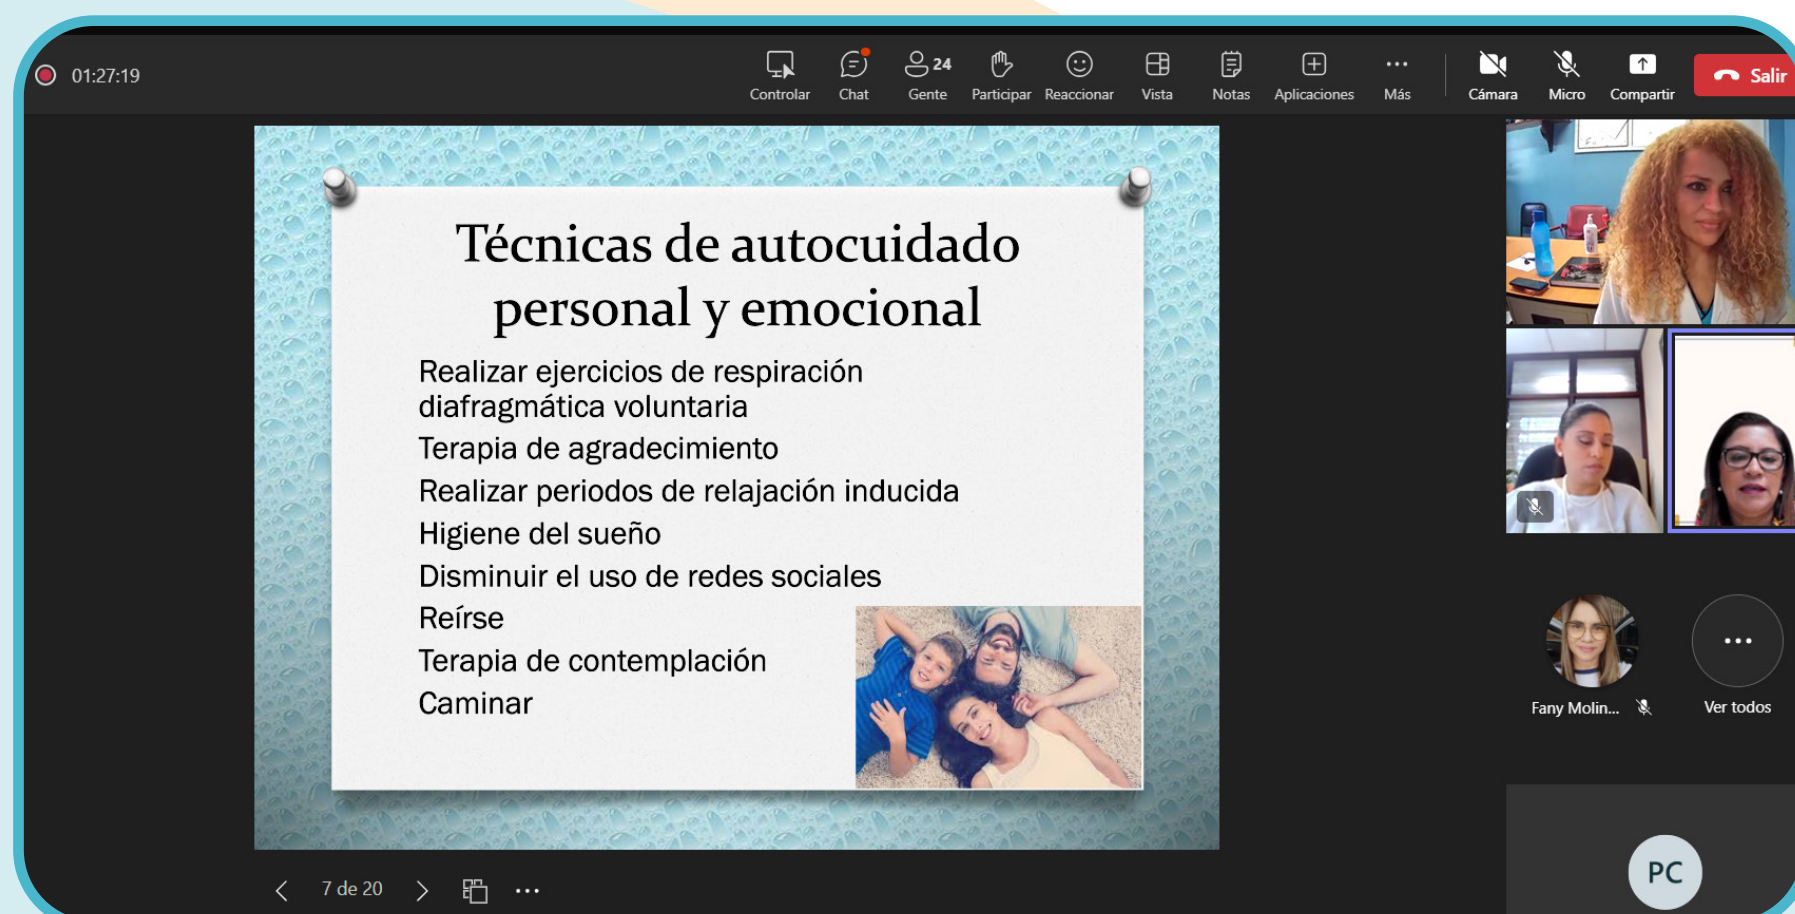 01:27:19
Controlar
Chat
24
Gente
Participar
Reaccionar
Vista
Notas
Aplicaciones
Más
Cámara
Micro
Compartir
Salir
Técnicas de autocuidado
personal y emocional
Realizar ejercicios de respiración
diafragmática voluntaria
Terapia de agradecimiento
Realizar periodos de relajación inducida
Higiene del sueño
Disminuir el uso de redes sociales
Reírse
Terapia de contemplación
Caminar
Fany Molin...
Ver todos
PC
7 de 20